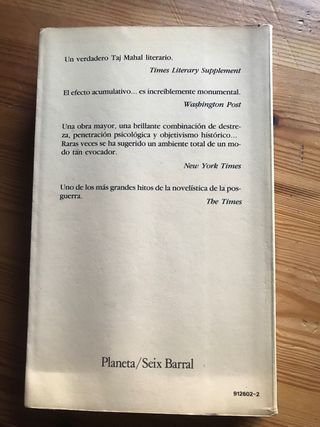 Un verdadero Taj Mahal literario.
Times Literary Supplement
El efecto acumulativo... es increíblemente monumental.
Washington Post
Una obra mayor, una brillante combinación de destre-
za, penetración psicológica y objetivismo histórico...
Raras veces se ha sugerido un ambiente total de un mo-
do tan evocador.
New York Times
Uno de los más grandes hitos de la novelística de la pos-
guerra.
The Times
Planeta/Seix Barral
912602-2